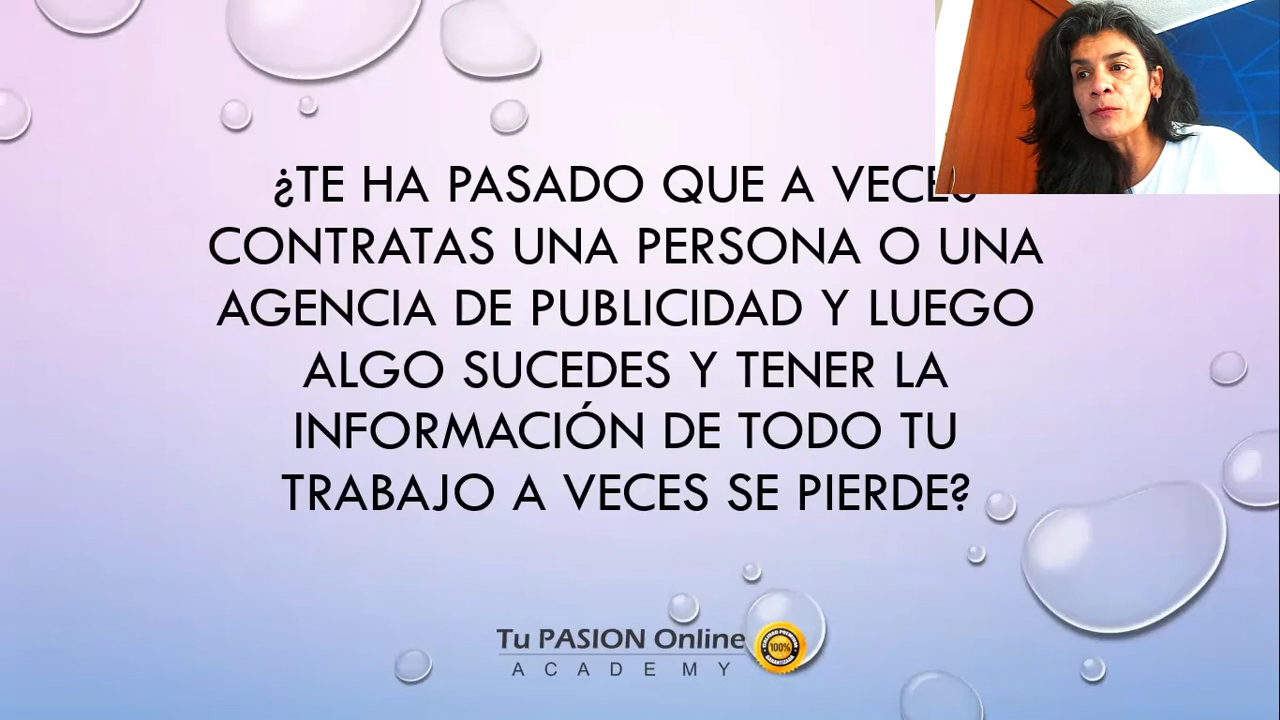 ¿TE HA PASADO QUE A VECES
CONTRATAS UNA PERSONA O UNA
AGENCIA DE PUBLICIDAD Y LUEGO
ALGO SUCEDES Y TENER LA
INFORMACIÓN DE TODO TU
TRABAJO A VECES SE PIERDE?
Tu PASION Online
ACADEMY
100%